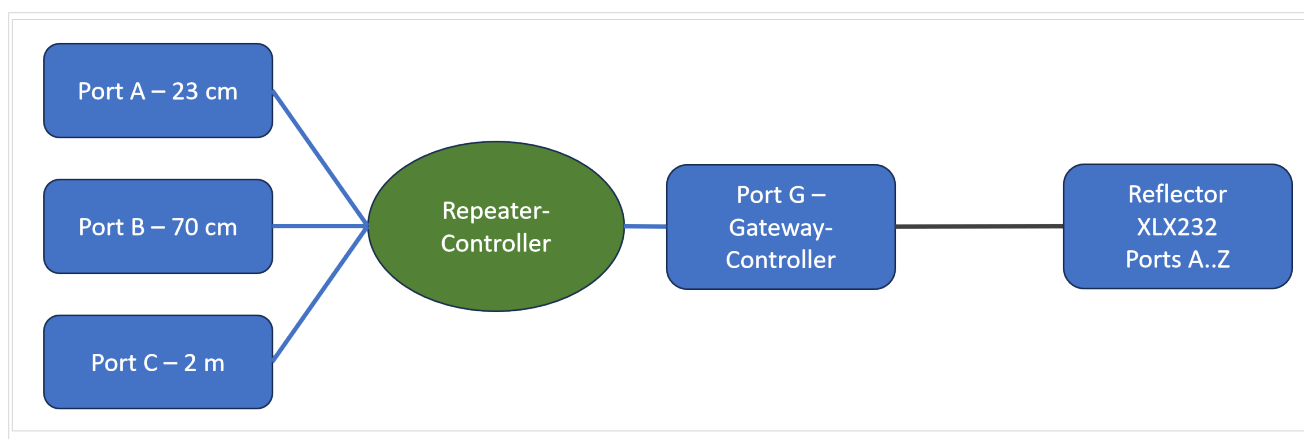 Port A – 23 cm
Port B – 70 cm
Port C – 2 m
Repeater-
Controller
Port G –
Gateway-
Controller
Reflector
XLX232
Ports A..Z